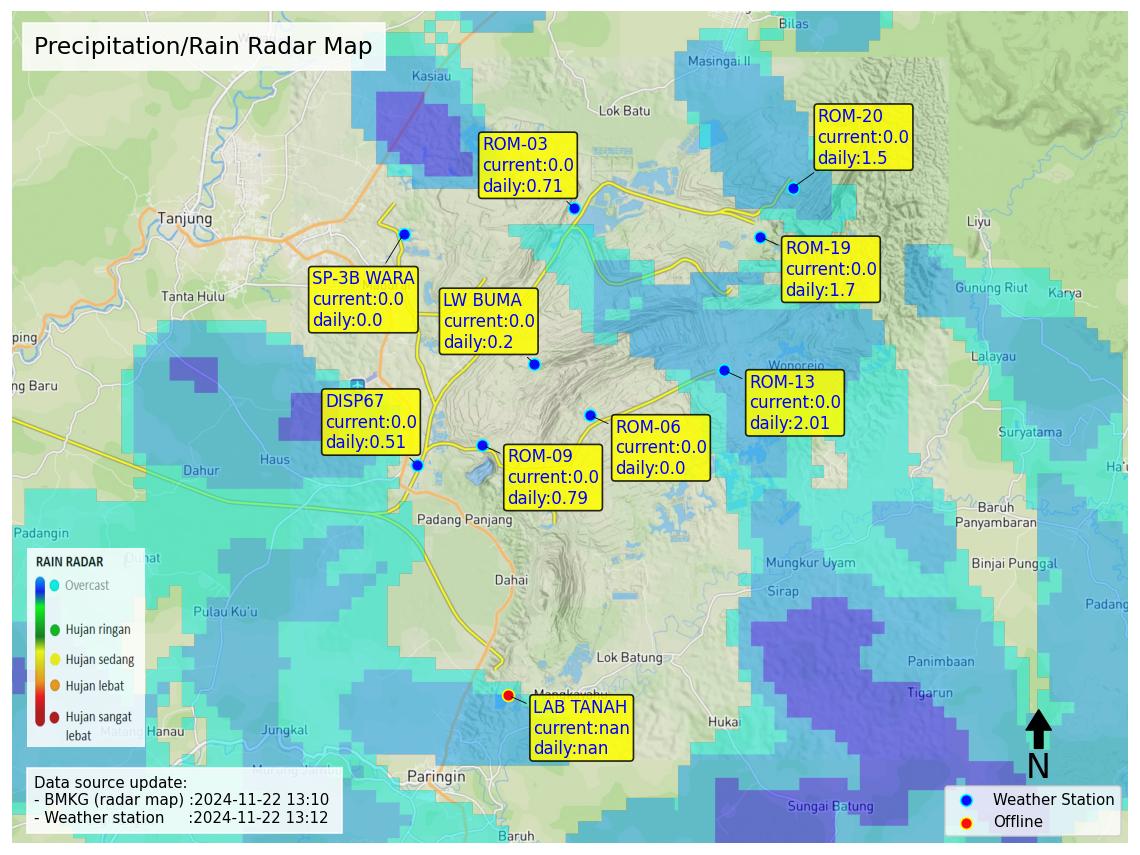 Precipitation/Rain Radar Map
Bilas
Masingai II
Kasiau
Lok Batu
ROM-20
current:0.0
daily:1.5
ROM-03
current:0.0
daily:0.71
Tanjung
Liyu
ROM-19
current:0.0
daily:1.7
SP-3B WARA
current:0.0
daily:0.0
Tanta Hulu
LW BUMA
current:0.0
daily:0.2
Gunung Riut
Karya
ping
Lalayau
Wonorejo
ng Baru
ROM-13
current:0.0
daily:2.01
DISP67
current:0.0
daily:0.51
ROM-06
current:0.0
daily:0.0
Suryatama
Haus
Dahur
ROM-09
current:0.0
daily:0.79
Ha'u
Padang Panjang
Baruh
Panyambaran
Padangin
Mungkur Uyam
Binjai Punggal
RAIN RADAR
Overcast
Hujan ringan
Hujan sedang
Hujan lebat
Hujan sangat
lebat
Dahai
Sirap
Pulau Ku'u
Padang
Lok Batung
Panimbaan
Mangkayahu
Tigarun
LAB TANAH
current:nan
daily:nan
Hukai
Matang Hanau
Jungkal
Murung Jambu
Paringin
N
Data source update:
- BMKG (radar map) :2024-11-22 13:10
- Weather station :2024-11-22 13:12
Sungai Batung
Baruh
Weather Station
Offline